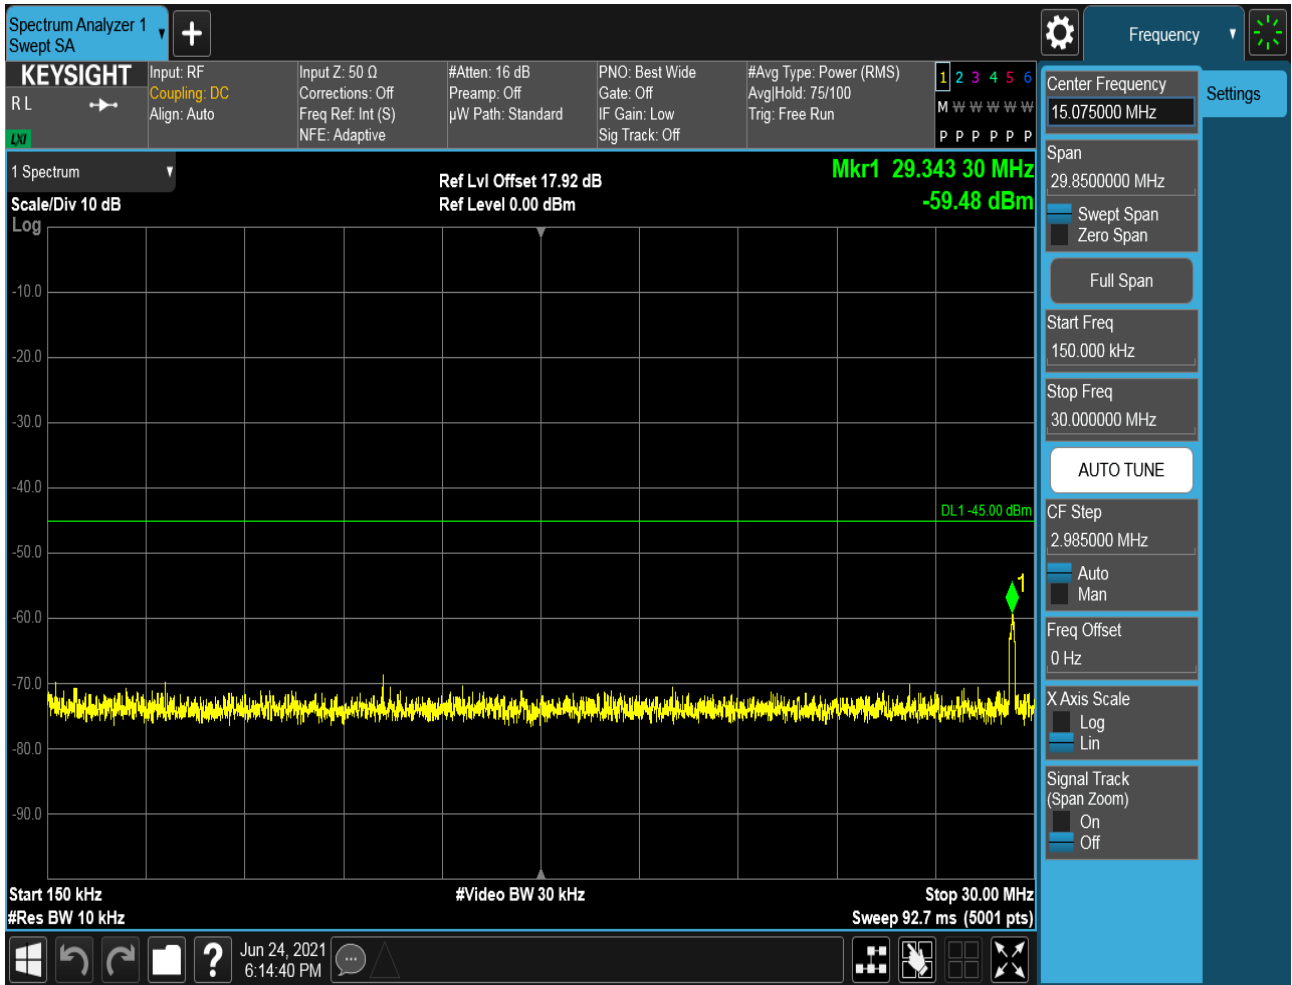 Spectrum Analyzer 1
Swept SA
Frequency
KEYSIGHT
R L
LXI
Input: RF
Coupling: DC
Align: Auto
Input Z: 50 Ω
Corrections: Off
Freq Ref: Int (S)
NFE: Adaptive
#Atten: 16 dB
Preamp: Off
µW Path: Standard
PNO: Best Wide
Gate: Off
IF Gain: Low
Sig Track: Off
#Avg Type: Power (RMS)
Avg|Hold: 75/100
Trig: Free Run
1 2 3 4 5 6
M W W W W W
P P P P P P
1 Spectrum
Scale/Div 10 dB
Log
Ref Lvl Offset 17.92 dB
Ref Level 0.00 dBm
Mkr1 29.343 30 MHz
-59.48 dBm
-10.0
-20.0
-30.0
-40.0
DL1 -45.00 dBm
-50.0
1
-60.0
-70.0
-80.0
-90.0
Start 150 kHz
#Video BW 30 kHz
Stop 30.00 MHz
#Res BW 10 kHz
Sweep 92.7 ms (5001 pts)
?
Jun 24, 2021
6:14:40 PM
Center Frequency
15.075000 MHz
Settings
Span
29.8500000 MHz
Swept Span
Zero Span
Full Span
Start Freq
150.000 kHz
Stop Freq
30.000000 MHz
AUTO TUNE
CF Step
2.985000 MHz
Auto
Man
Freq Offset
0 Hz
X Axis Scale
Log
Lin
Signal Track
(Span Zoom)
On
Off